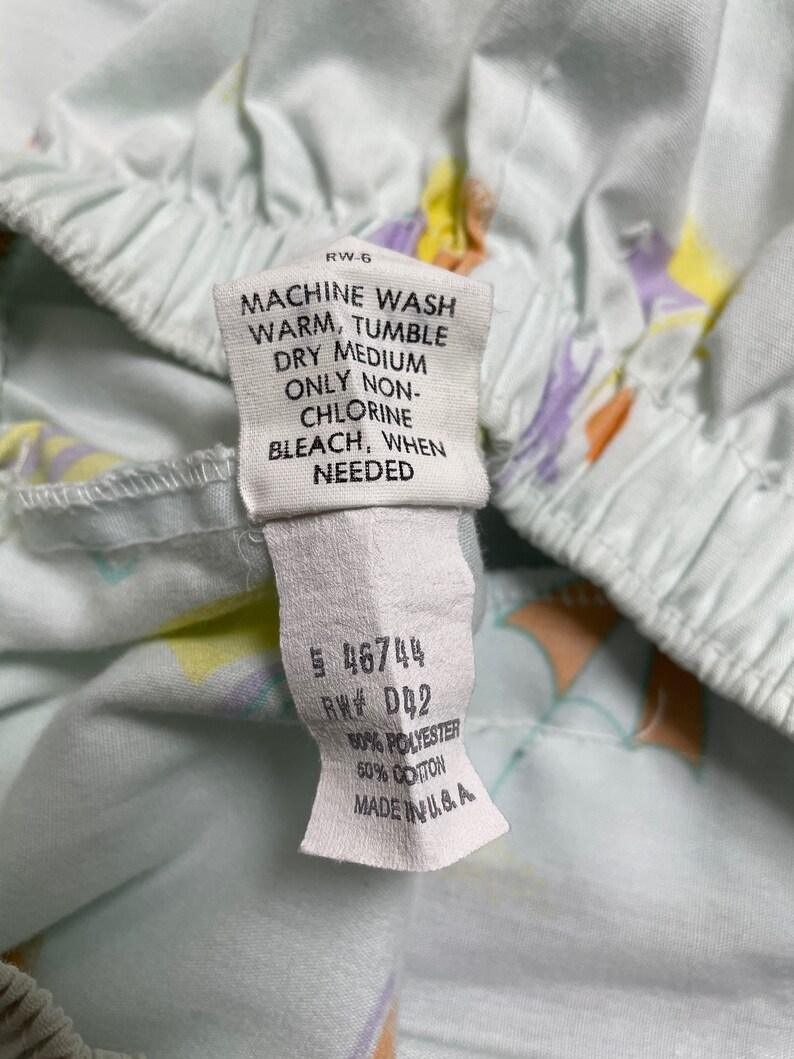 RW-6
MACHINE WASH
WARM, TUMBLE
DRY MEDIUM
ONLY NON-
CHLORINE
BLEACH, WHEN
NEEDED
5 46744
RW# D42
50% POLYESTER
50% COTTON
MADE IN U.S.A.